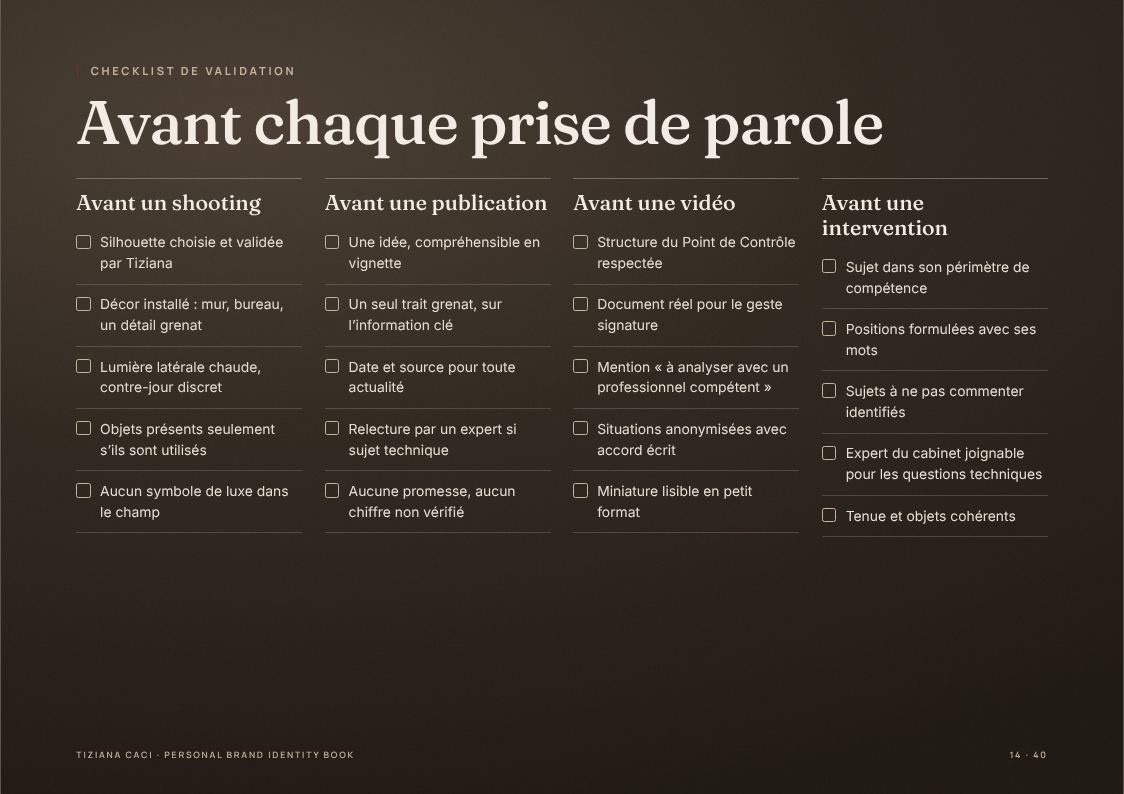 CHECKLIST DE VALIDATION
Avant chaque prise de parole
Avant un shooting
Silhouette choisie et validée
par Tiziana
Décor installé : mur, bureau,
un détail grenat
Lumière latérale chaude,
contre-jour discret
Objets présents seulement
s’ils sont utilisés
Aucun symbole de luxe dans
le champ
Avant une publication
Une idée, compréhensible en
vignette
Un seul trait grenat, sur
l’information clé
Date et source pour toute
actualité
Relecture par un expert si
sujet technique
Aucune promesse, aucun
chiffre non vérifié
Avant une vidéo
Structure du Point de Contrôle
respectée
Document réel pour le geste
signature
Mention « à analyser avec un
professionnel compétent »
Situations anonymisées avec
accord écrit
Miniature lisible en petit
format
Avant une
intervention
Sujet dans son périmètre de
compétence
Positions formulées avec ses
mots
Sujets à ne pas commenter
identifiés
Expert du cabinet joignable
pour les questions techniques
Tenue et objets cohérents
TIZIANA CACI · PERSONAL BRAND IDENTITY BOOK
14 · 40